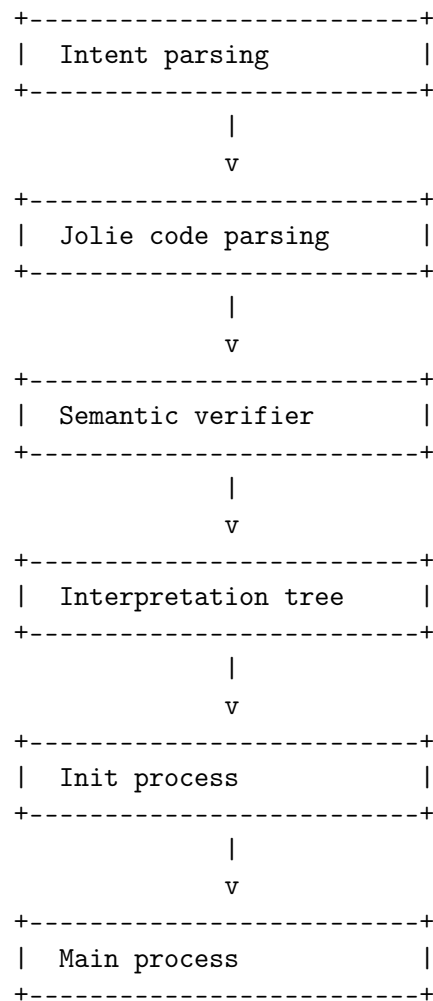 Intent parsing
Jolie code parsing
Semantic verifier
Interpretation tree
Init process
Main process